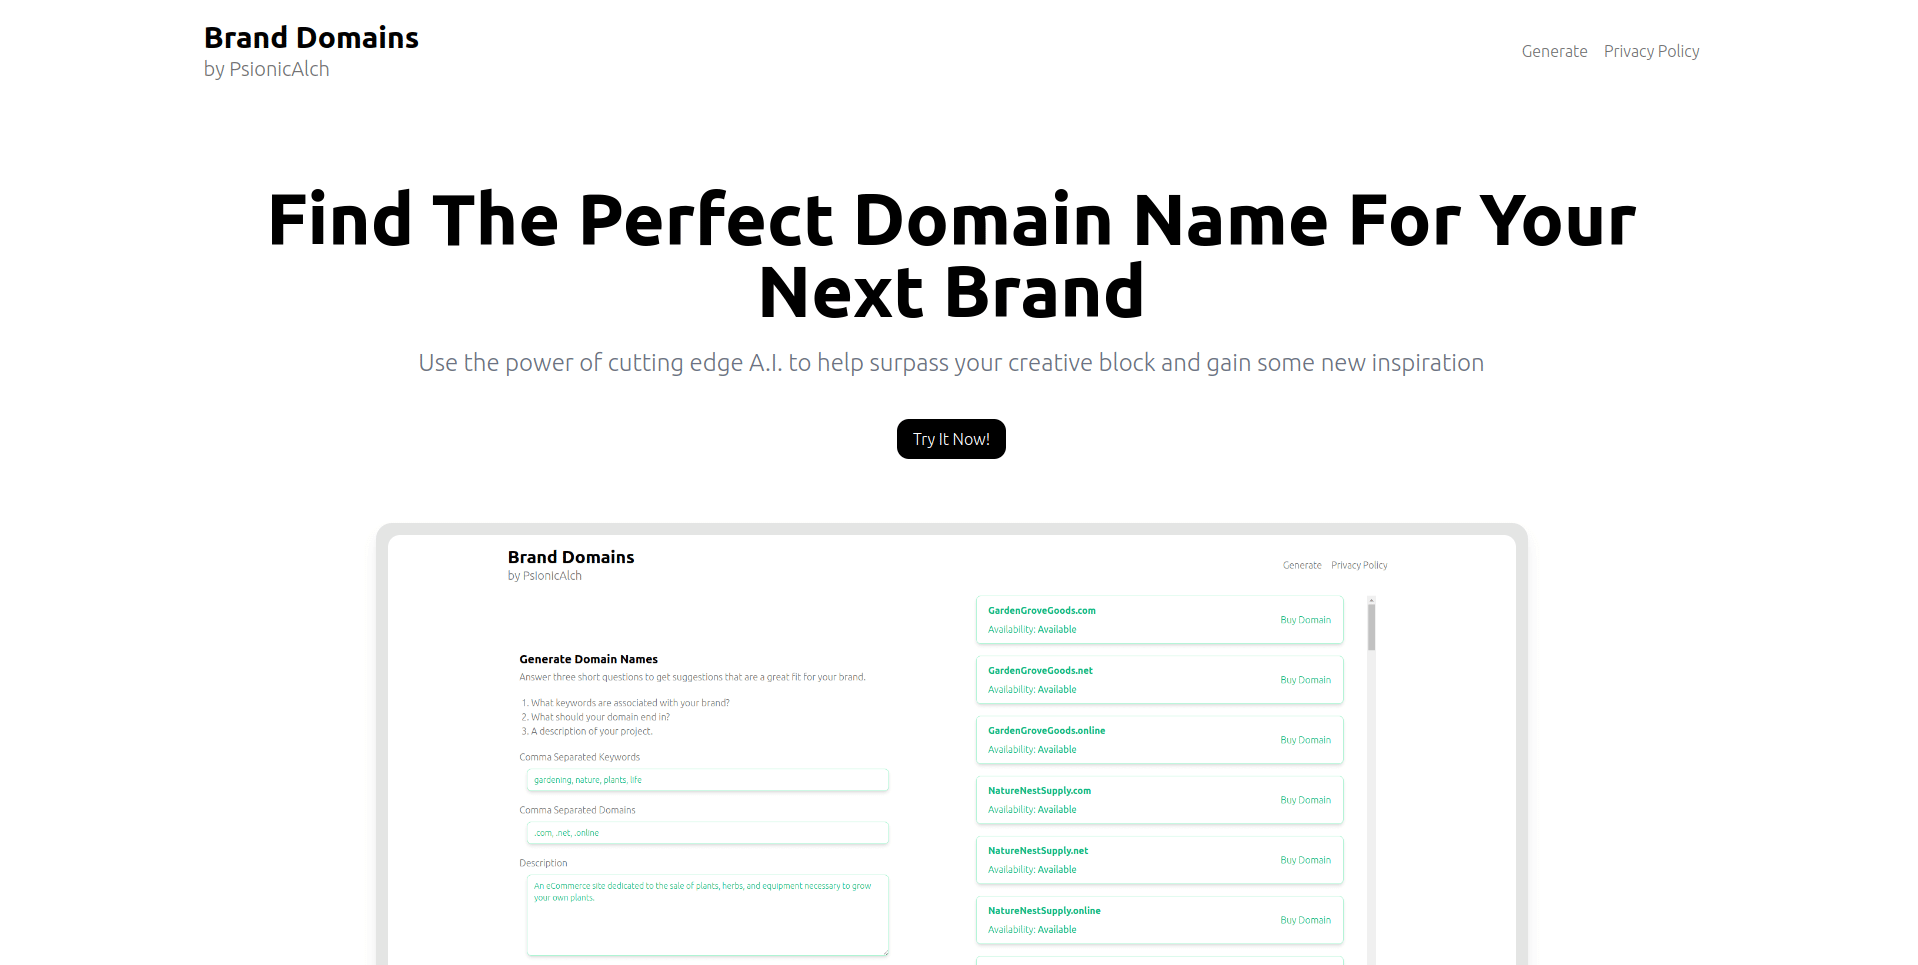 Brand Domains
by PsionicAlch
Generate Privacy Policy
Find The Perfect Domain Name For Your
Next Brand
Use the power of cutting edge A.I. to help surpass your creative block and gain some new inspiration
Try It Now!
Brand Domains
by PsionicAlch
Generate Privacy Policy
Generate Domain Names
Answer three short questions to get suggestions that are a great fit for your brand.
1. What keywords are associated with your brand?
2. What should your domain end in?
3. A description of your project.
Comma Separated Keywords
gardening, nature, plants, life
Comma Separated Domains
.com, .net, .online
Description
An eCommerce site dedicated to the sale of plants, herbs, and equipment necessary to grow
your own plants.
GardenGroveGoods.com
Availability: Available
Buy Domain
GardenGroveGoods.net
Availability: Available
Buy Domain
GardenGroveGoods.online
Availability: Available
Buy Domain
NatureNestSupply.com
Availability: Available
Buy Domain
NatureNestSupply.net
Availability: Available
Buy Domain
NatureNestSupply.online
Availability: Available
Buy Domain